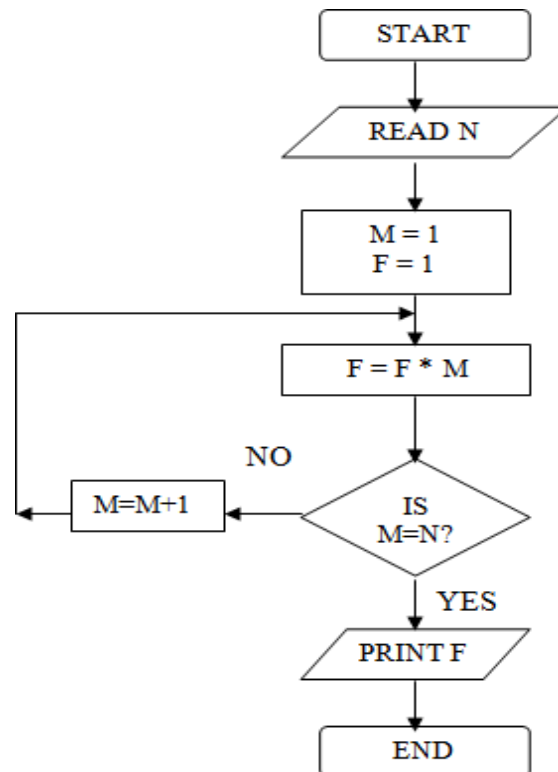 START
READ N
M = 1
F = 1
F = F * M
NO
M=M+1
IS
M=N?
YES
PRINT F
END